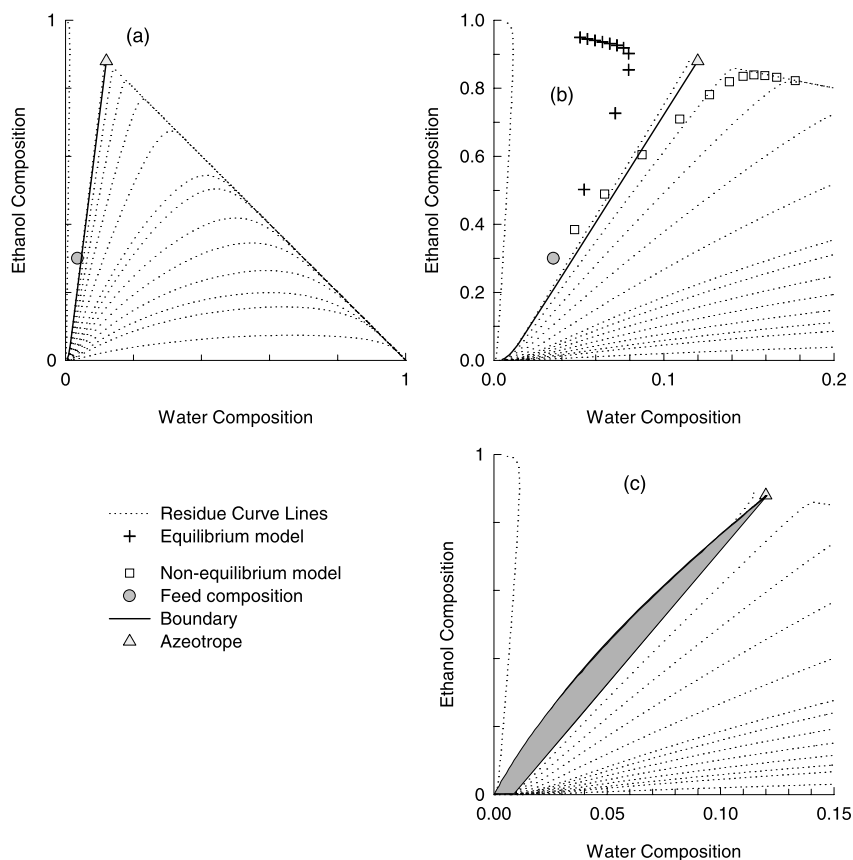 1
(a)
Ethanol Composition
0
0
1
Water Composition
1.0
(b)
0.8
0.6
0.4
0.2
0.0
Ethanol Composition
0.0
0.1
0.2
Water Composition
Residue Curve Lines
Equilibrium model
Non-equilibrium model
Feed composition
Boundary
Azeotrope
1
(c)
Ethanol Composition
0
0.00
0.05
0.10
0.15
Water Composition